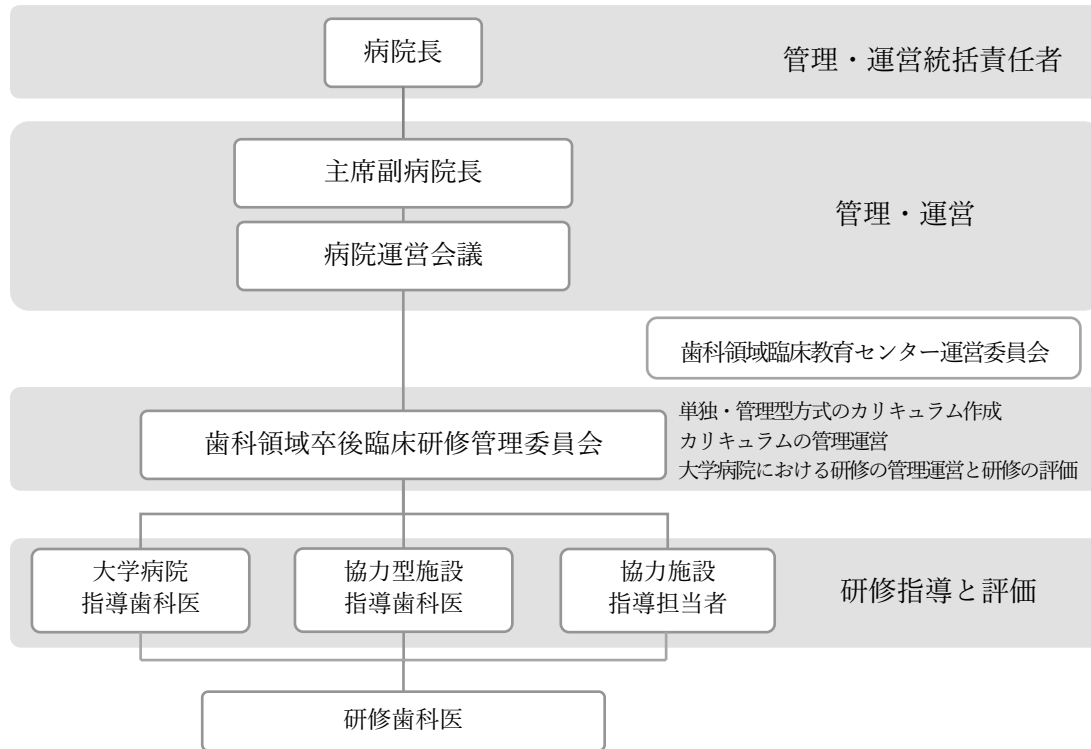 病院長
管理・運営統括責任者
主席副病院長
病院運営会議
管理・運営
歯科領域臨床教育センター運営委員会
歯科領域卒後臨床研修管理委員会
単独・管理型方式のカリキュラム作成
カリキュラムの管理運営
大学病院における研修の管理運営と研修の評価
大学病院
指導歯科医
協力型施設
指導歯科医
協力施設
指導担当者
研修指導と評価
研修歯科医